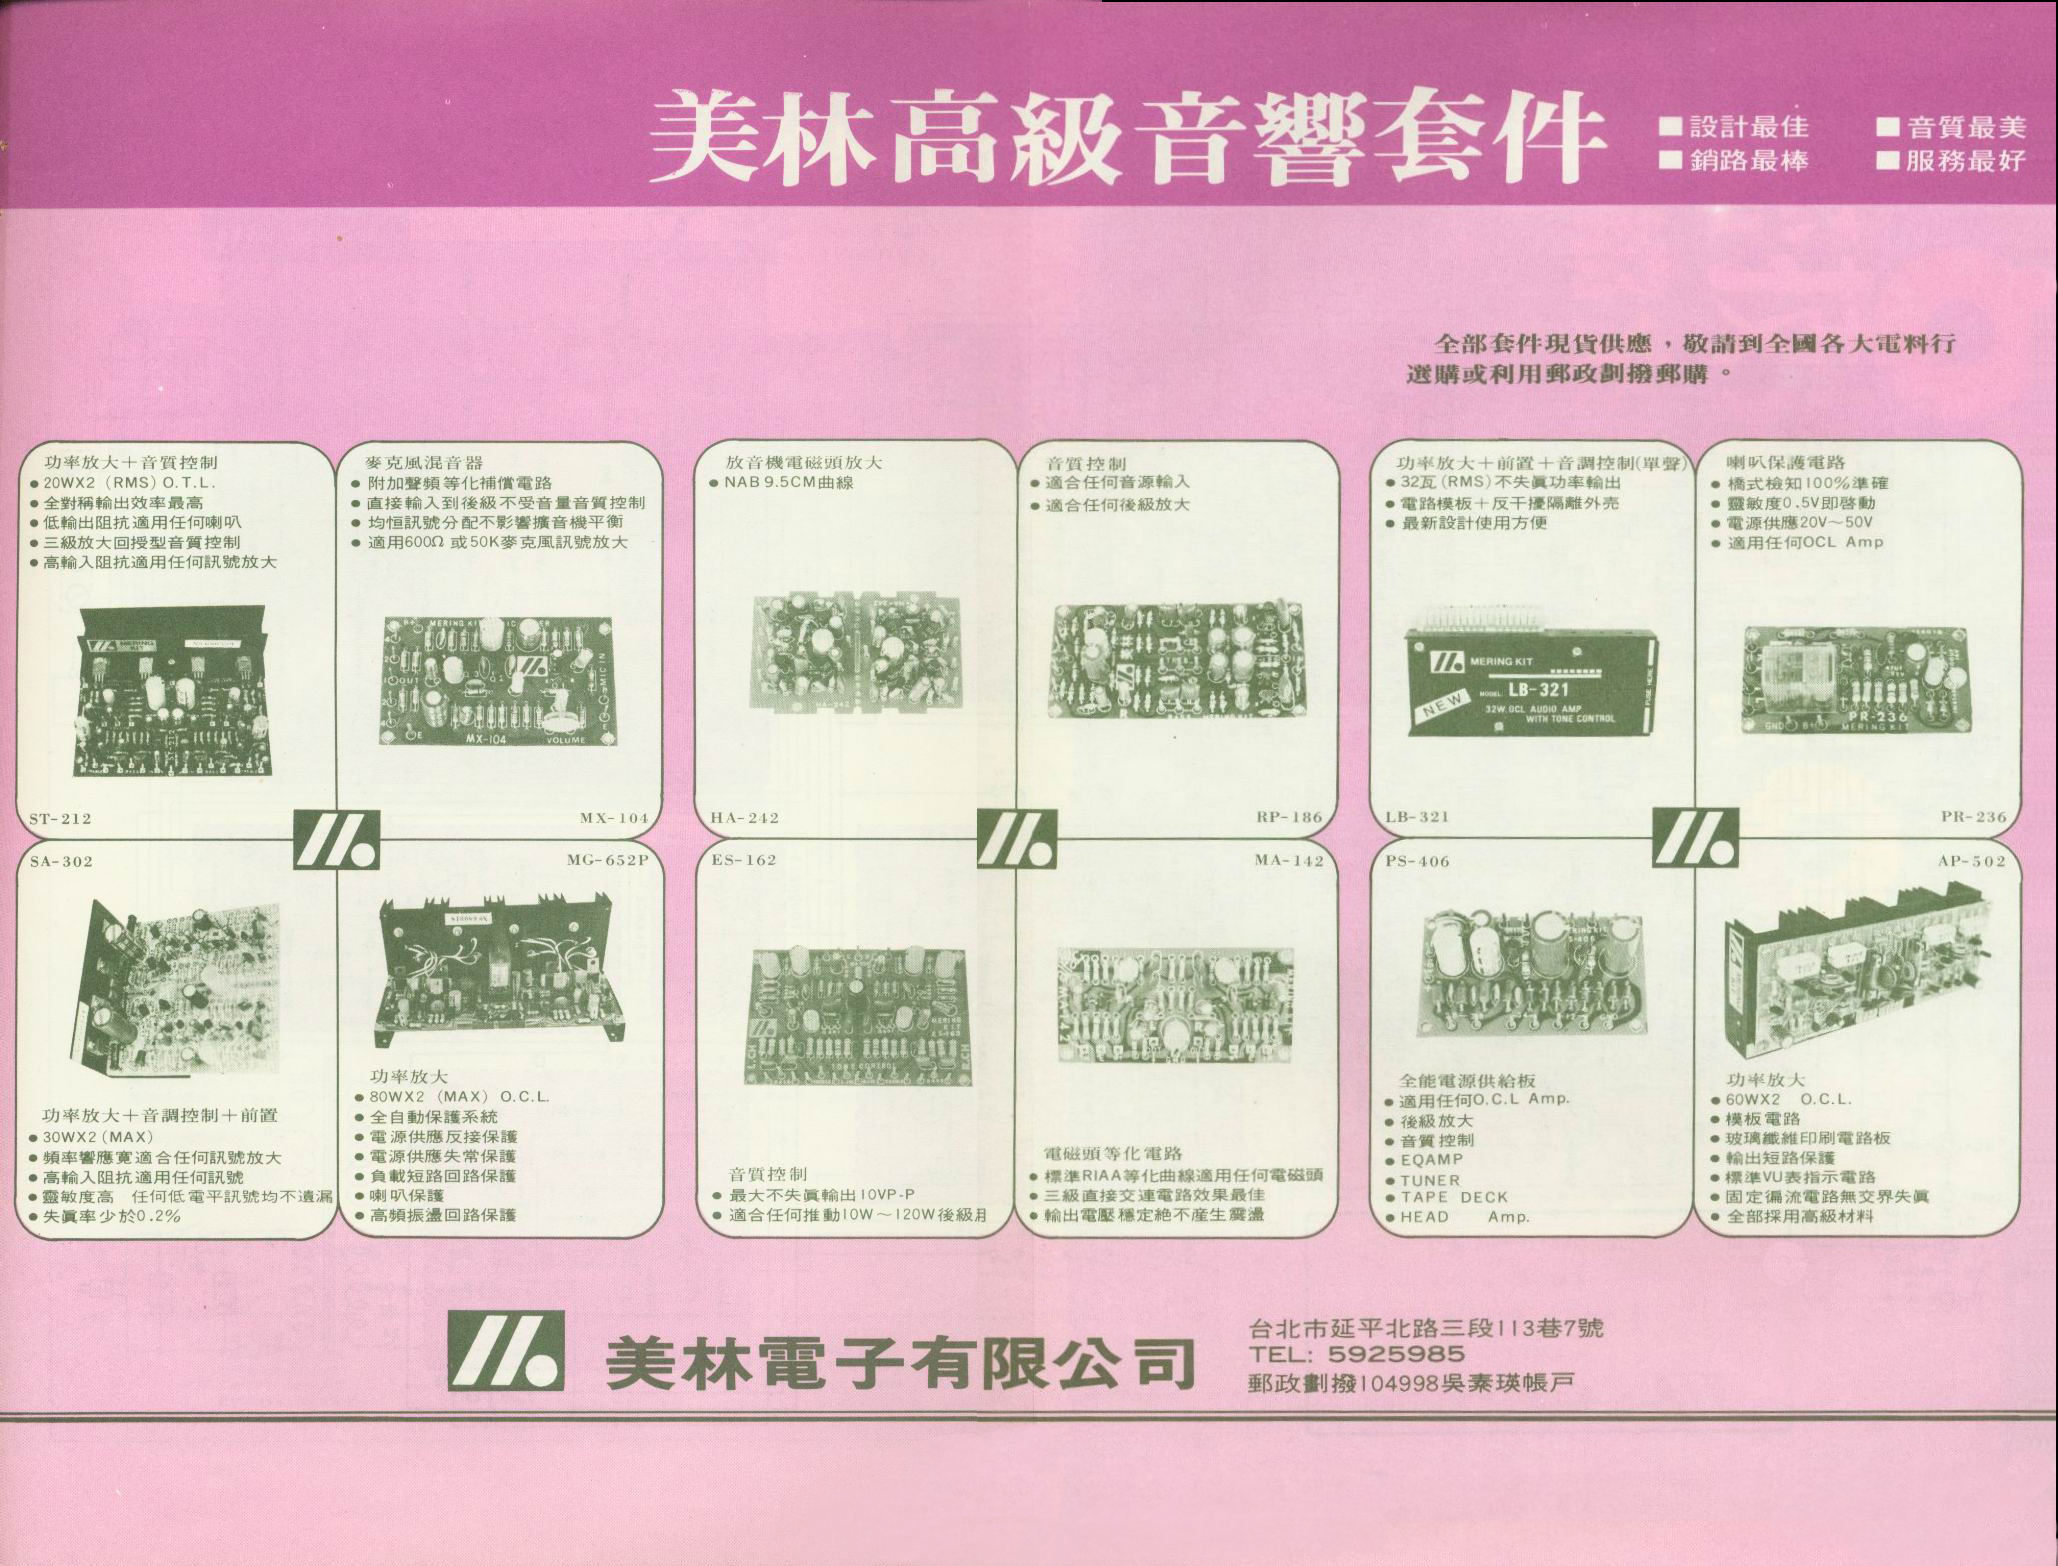 美林高級音響套件
■設計最佳 ■音質最美
■銷路最棒 ■服務最好
全部套件現貨供應，敬請到全國各大電料行
選購或利用郵政劃撥郵購。
功率放大＋音質控制
●20WX2 (RMS) O.T.L.
●全對稱輸出效率最高
●低輸出阻抗適用任何喇叭
●三級放大回授型音質控制
●高輸入阻抗適用任何訊號放大
MERING KIT
ST-212
麥克風混音器
●附加聲頻等化補償電路
●直接輸入到後級不受音量音質控制
●均恒訊號分配不影響擴音機平衡
●適用600Ω 或50K麥克風訊號放大
MERING KIT
OUT
MIC IN
MX-104
VOLUME
MX-104
放音機電磁頭放大
●NAB 9.5CM曲線
HA-242
HA-242
音質控制
●適合任何音源輸入
●適合任何後級放大
MERING KIT
RP-186
功率放大＋前置＋音調控制(單聲)
●32瓦(RMS)不失眞功率輸出
●電路模板＋反干擾隔離外壳
●最新設計使用方便
MERING KIT
MODEL LB-321
NEW
32W.OCL AUDIO AMP
WITH TONE CONTROL
FUSE HERE
LB-321
喇叭保護電路
●橋式檢知100%準確
●靈敏度0.5V即啓動
●電源供應20V～50V
●適用任何OCL Amp
PR-236
GND B+ MERING KIT
PR-236
SA-302
功率放大＋音調控制＋前置
●30WX2(MAX)
●頻率響應寬適合任何訊號放大
●高輸入阻抗適用任何訊號
●靈敏度高 任何低電平訊號均不遺漏
●失眞率少於0.2%
MG-652P
功率放大
●80WX2 (MAX) O.C.L.
●全自動保護系統
●電源供應反接保護
●電源供應失常保護
●負載短路回路保護
●喇叭保護
●高頻振盪回路保護
ES-162
MERING
KIT
TONE CONTROL
音質控制
●最大不失眞輸出10VP-P
●適合任何推動10W～120W後級用
MA-142
電磁頭等化電路
●標準RIAA等化曲線適用任何電磁頭
●三級直接交連電路效果最佳
●輸出電壓穩定絶不産生震盪
PS-406
全能電源供給板
●適用任何O.C.L Amp.
●後級放大
●音質控制
●EQAMP
●TUNER
●TAPE DECK
●HEAD Amp.
AP-502
功率放大
●60WX2 O.C.L.
●模板電路
●玻璃纖維印刷電路板
●輸出短路保護
●標準VU表指示電路
●固定偏流電路無交界失眞
●全部採用高級材料
美林電子有限公司
台北市延平北路三段113巷7號
TEL: 5925985
郵政劃撥104998吳素瑛帳戸